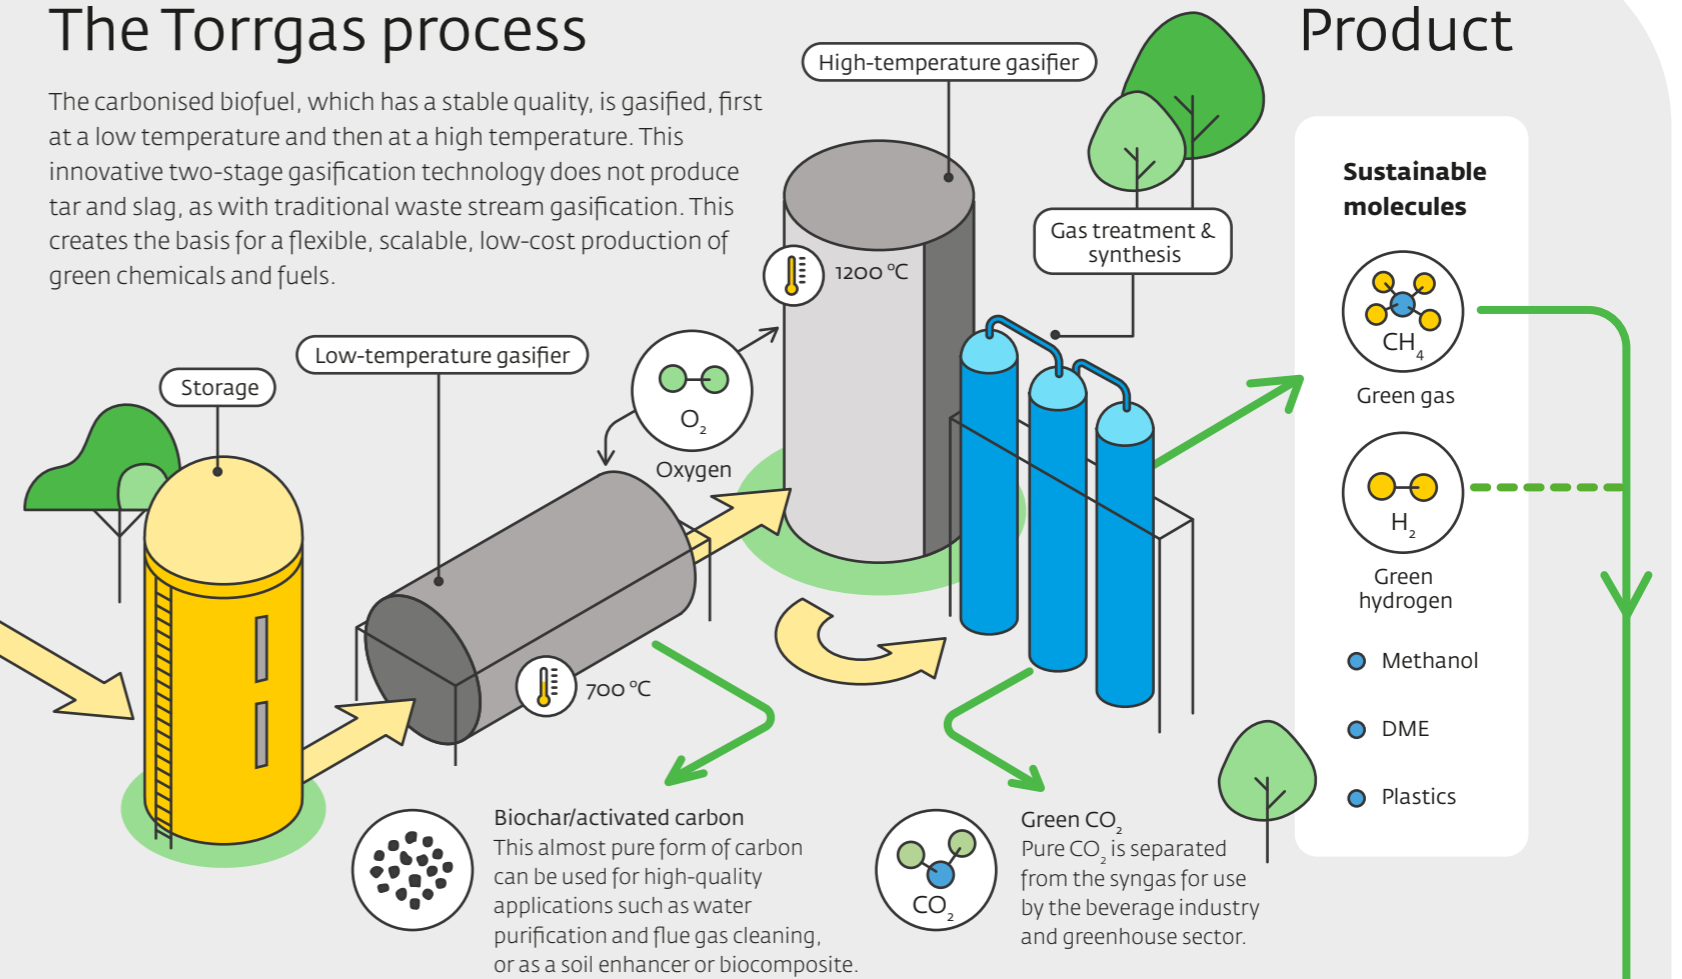 The Torrgas process
The carbonised biofuel, which has a stable quality, is gasified, first
at a low temperature and then at a high temperature. This
innovative two-stage gasification technology does not produce
tar and slag, as with traditional waste stream gasification. This
creates the basis for a flexible, scalable, low-cost production of
green chemicals and fuels.
Storage
Low-temperature gasifier
700 °C
O₂
Oxygen
High-temperature gasifier
1200 °C
Gas treatment &
synthesis
Biochar/activated carbon
This almost pure form of carbon
can be used for high-quality
applications such as water
purification and flue gas cleaning,
or as a soil enhancer or biocomposite.
CO₂
Green CO₂
Pure CO₂ is separated
from the syngas for use
by the beverage industry
and greenhouse sector.
Product
Sustainable
molecules
CH₄
Green gas
H₂
Green
hydrogen
Methanol
DME
Plastics